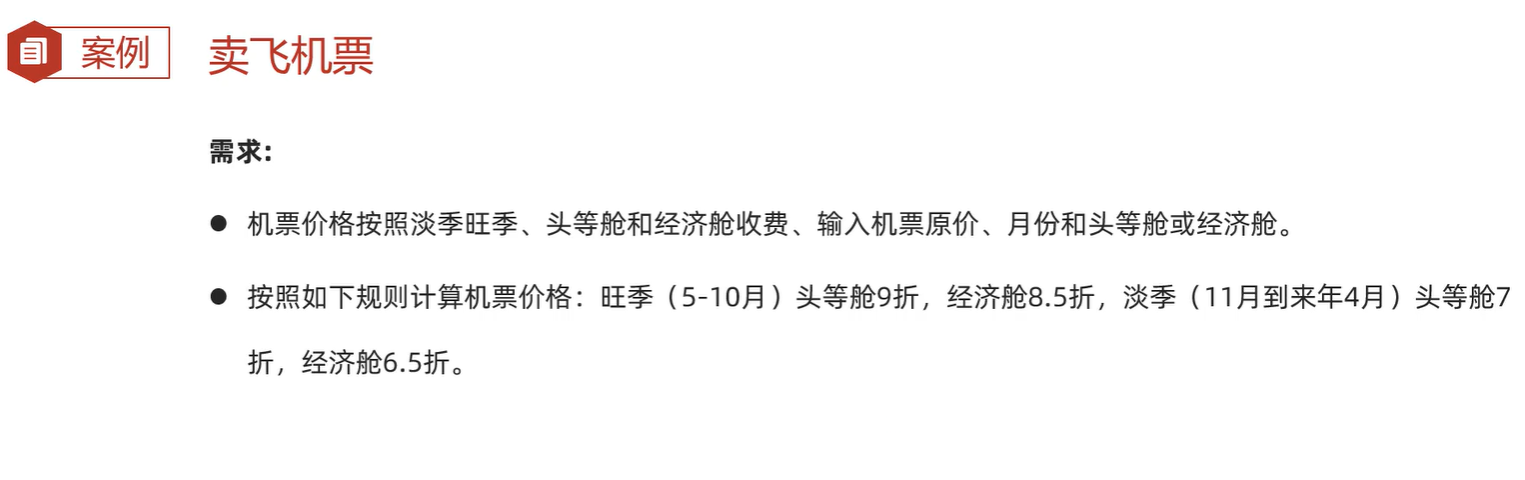 案例 卖飞机票
需求:
● 机票价格按照淡季旺季、头等舱和经济舱收费、输入机票原价、月份和头等舱或经济舱。
● 按照如下规则计算机票价格：旺季（5-10月）头等舱9折，经济舱8.5折，淡季（11月到来年4月）头等舱7
折，经济舱6.5折。